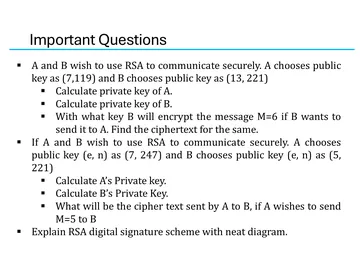 Important Questions
▪ A and B wish to use RSA to communicate securely. A chooses public
key as (7,119) and B chooses public key as (13, 221)
▪ Calculate private key of A.
▪ Calculate private key of B.
▪ With what key B will encrypt the message M=6 if B wants to
send it to A. Find the ciphertext for the same.
▪ If A and B wish to use RSA to communicate securely. A chooses
public key (e, n) as (7, 247) and B chooses public key (e, n) as (5,
221)
▪ Calculate A's Private key.
▪ Calculate B's Private Key.
▪ What will be the cipher text sent by A to B, if A wishes to send
M=5 to B
▪ Explain RSA digital signature scheme with neat diagram.